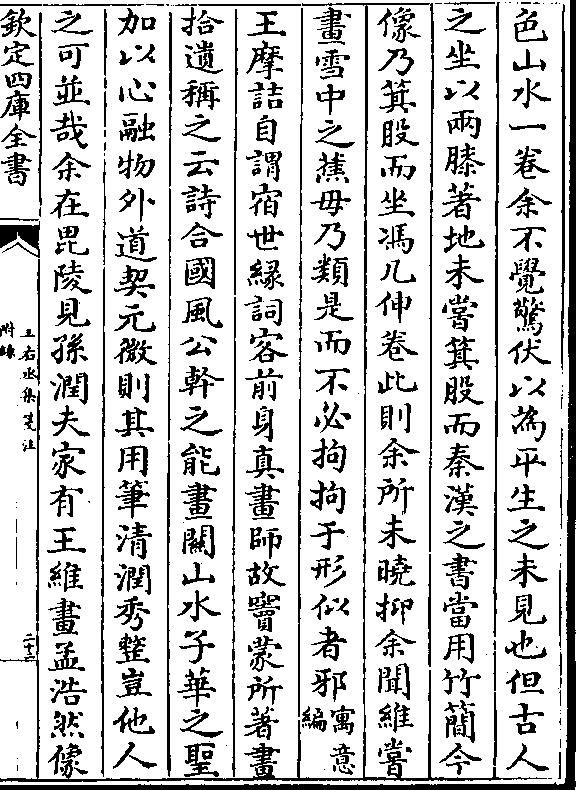 色山水一卷余不覺驚伏以為平生之未見也但古人
之坐以兩膝著地未嘗箕股而秦漢之書當用竹簡今
像乃箕股而坐馮几伸卷此則余所未曉抑余聞維嘗
畫雪中之蕉毋乃類是而不必拘拘于形似者邪寓意編
王摩詰自謂宿世緣詞客前身真畫師故竇蒙所著畫
拾遺稱之云詩合國風公幹之能畫關山水子華之聖
加以心融物外道契元微則其用筆清潤秀整豈他人
之可並哉余在毘陵見孫潤夫家有王維畫孟浩然像
欽定四庫全書
王右丞集箋注
附錄
二十二